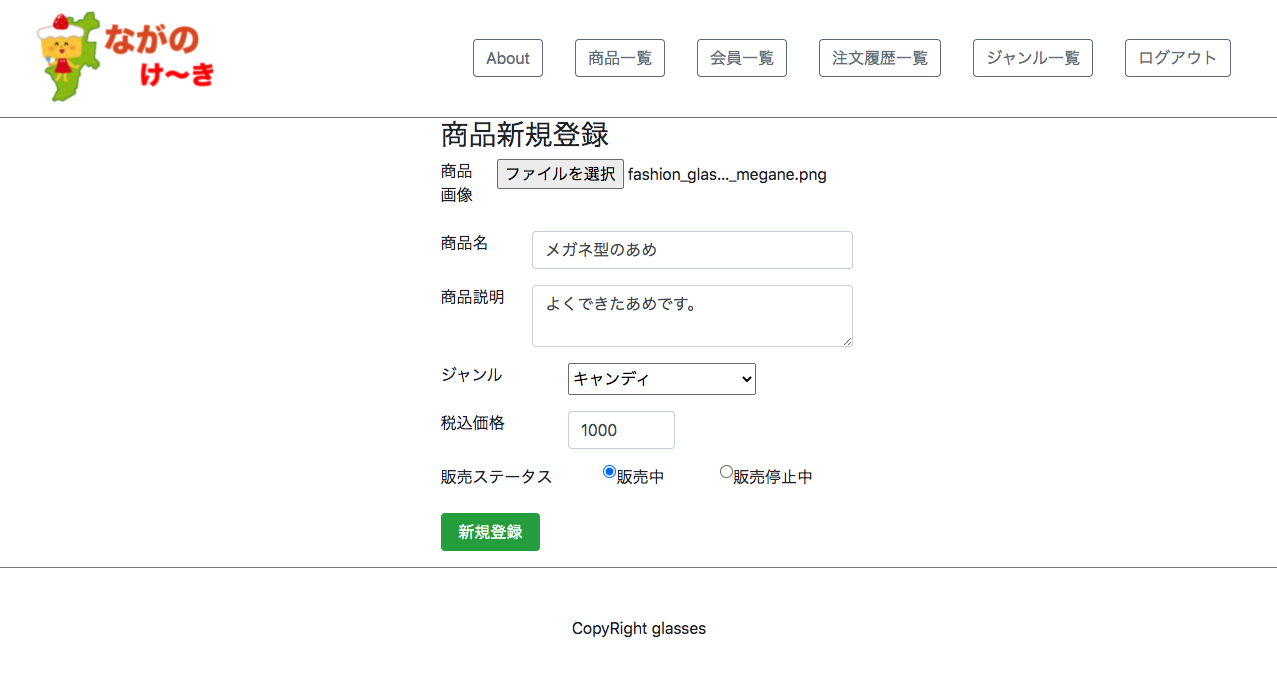 ながの
け〜き
About 商品一覧 会員一覧 注文履歴一覧 ジャンル一覧 ログアウト
商品新規登録
商品
画像
ファイルを選択 fashion_glas..._megane.png
商品名 メガネ型のあめ
商品説明 よくできたあめです。
ジャンル キャンディ
税込価格 1000
販売ステータス 販売中 販売停止中
新規登録
CopyRight glasses